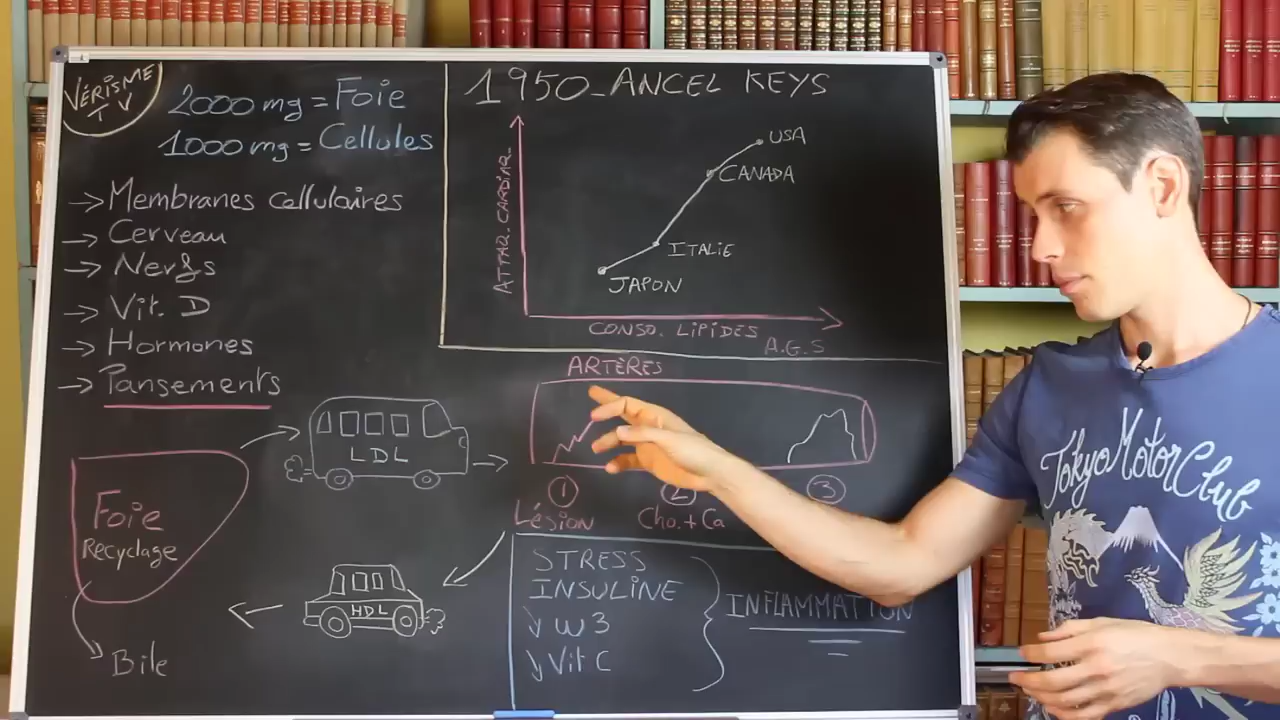 VÉRISME
TV
2000 mg = Foie
1000 mg = Cellules
→ Membranes cellulaires
→ Cerveau
→ Nerfs
→ Vit. D
→ Hormones
→ Pansements
LDL
Foie
Recyclage
HDL
Bile
1950_ANCEL KEYS
ATTAQ. CARDIAQ.
USA
CANADA
ITALIE
JAPON
CONSO. LIPIDES
A.G.S
ARTÈRES
① ② ③
Lésion Cho.+Ca
STRESS
INSULINE
↘ W3
↘ Vit C
INFLAMMATION
Tokyo Motor Club